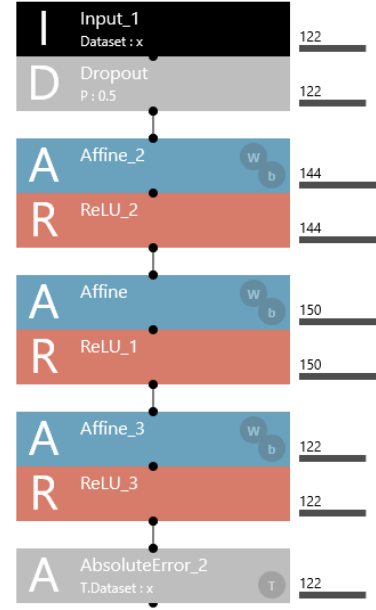 I Input_1 122
Dataset : x
D Dropout 122
P : 0.5
A Affine_2 W b 144
R ReLU_2 144
A Affine W b 150
R ReLU_1 150
A Affine_3 W b 122
R ReLU_3 122
A AbsoluteError_2 T 122
T.Dataset : x